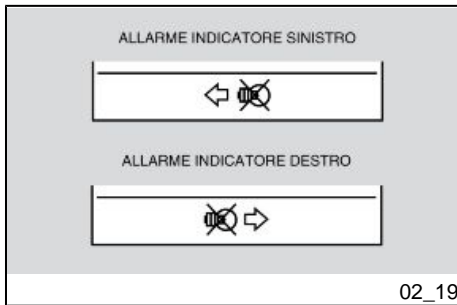 ALLARME INDICATORE SINISTRO
ALLARME INDICATORE DESTRO
02_19